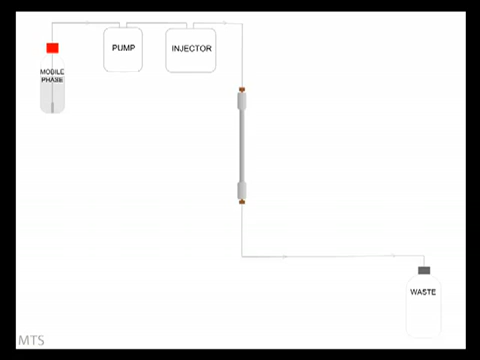 PUMP
INJECTOR
MOBILE
PHASE
WASTE
MTS